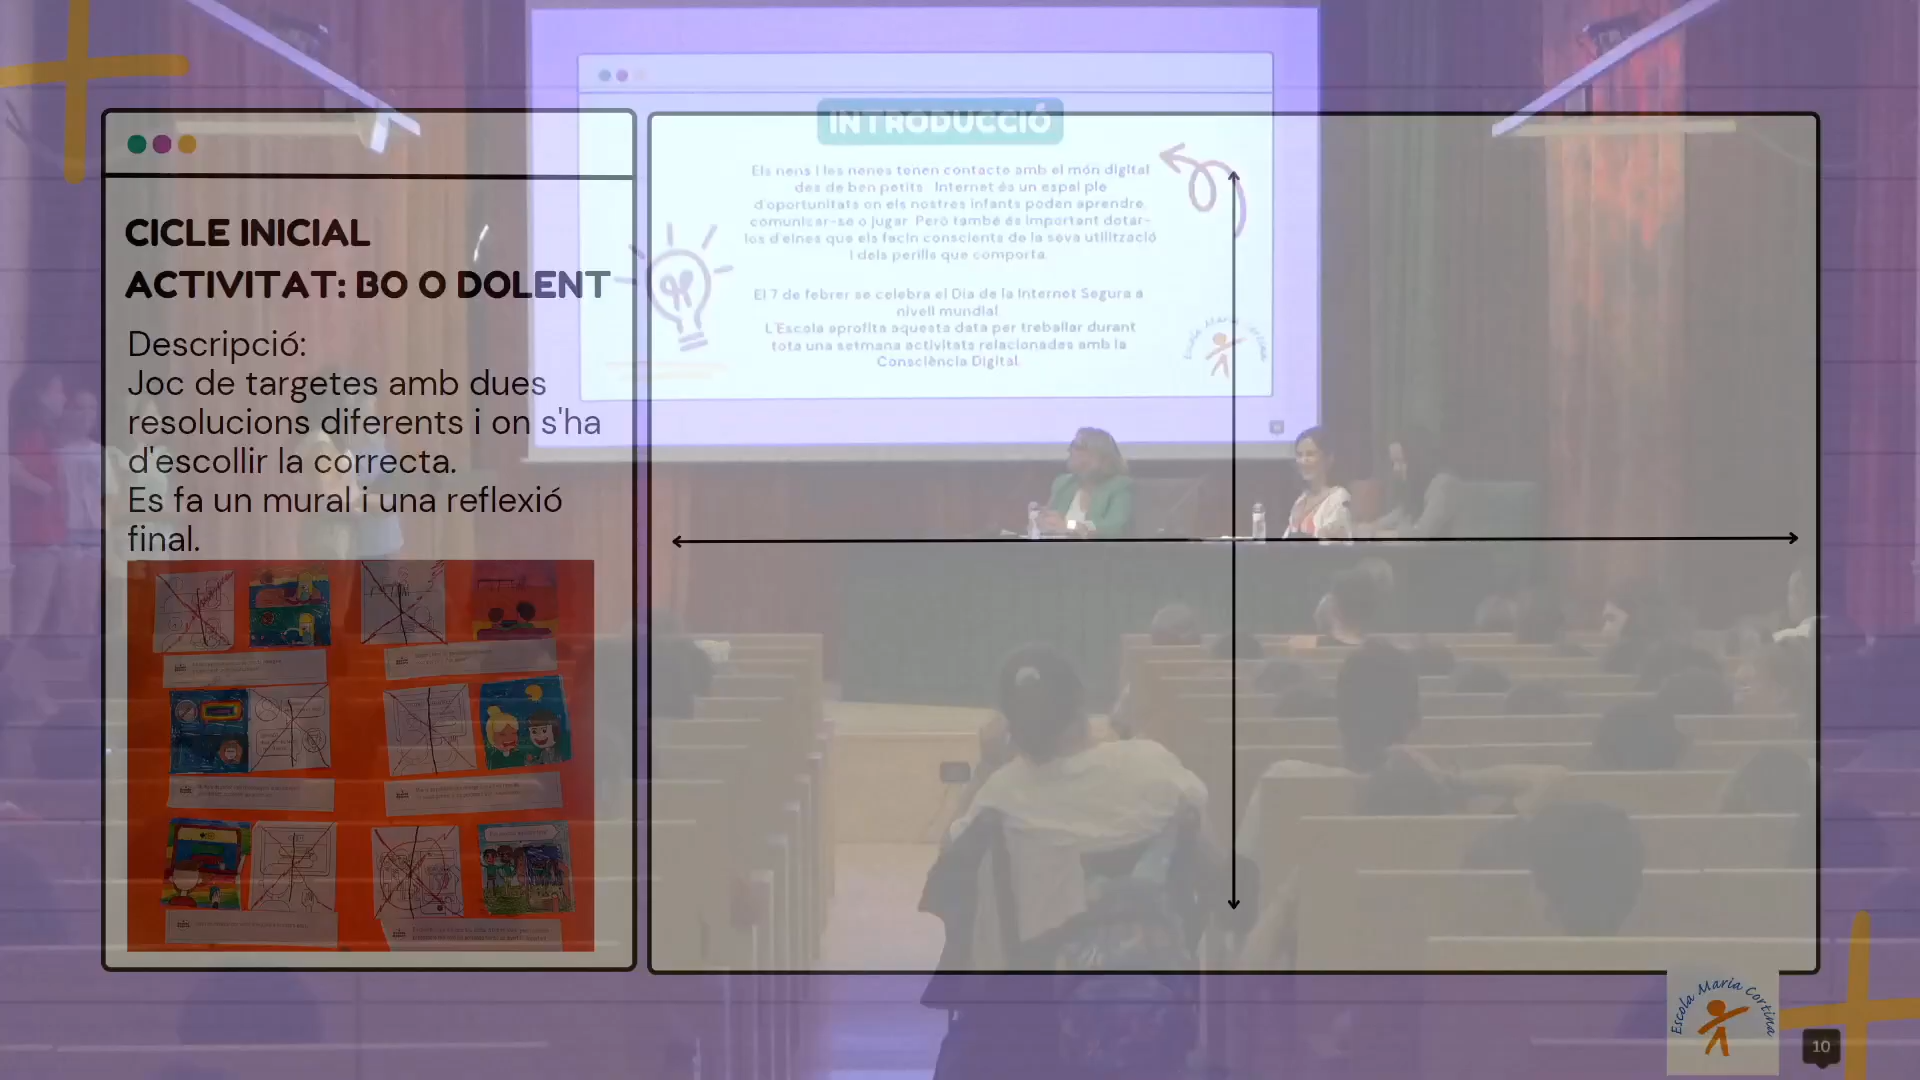 CICLE INICIAL
ACTIVITAT: BO O DOLENT
Descripció:
Joc de targetes amb dues
resolucions diferents i on s'ha
d'escollir la correcta.
Es fa un mural i una reflexió
final.
INTRODUCCIÓ
Els nens i les nenes tenen contacte amb el món digital
des de ben petits. Internet és un espai ple
d'oportunitats on els nostres infants poden aprendre,
comunicar-se o jugar. Però també és important dotar-
los d'eines que els facin conscients de la seva utilització
i dels perills que comporta.
El 7 de febrer se celebra el Dia de la Internet Segura a
nivell mundial.
L'Escola aprofita aquesta data per treballar durant
tota una setmana activitats relacionades amb la
Consciència Digital.
Escola Maria Cortina
Escola Maria Cortina
10